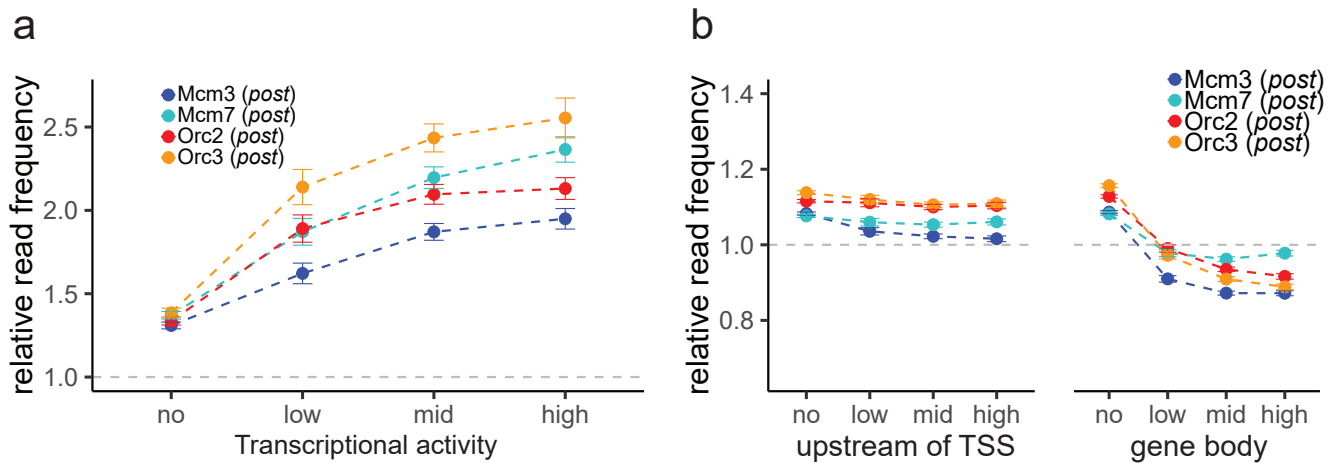 a
relative read frequency
2.5
2.0
1.5
1.0
Mcm3 (post)
Mcm7 (post)
Orc2 (post)
Orc3 (post)
no low mid high
Transcriptional activity
b
relative read frequency
1.4
1.2
1.0
0.8
Mcm3 (post)
Mcm7 (post)
Orc2 (post)
Orc3 (post)
no low mid high
upstream of TSS
no low mid high
gene body